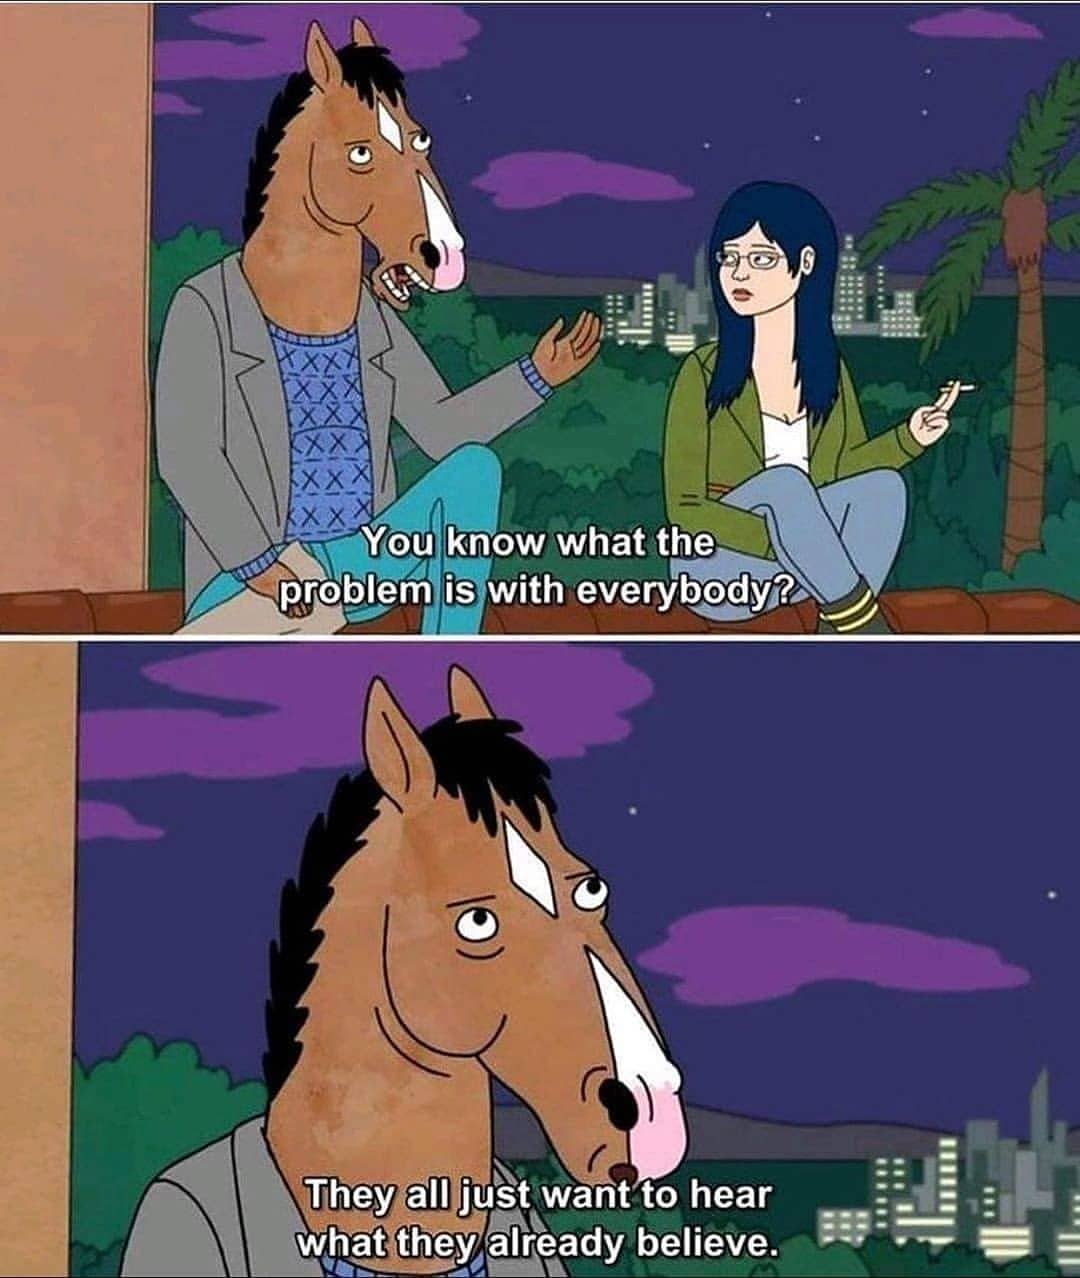 You know what the
problem is with everybody?
They all just want to hear
what they already believe.